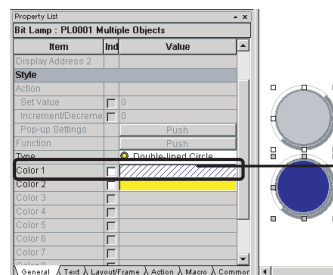 Property List
Bit Lamp : PL0001 Multiple Objects
Item Ind Value
Display Address 2
Style
Action
Set Value 0
Increment/Decreme 0
Pop-up Settings Push
Function Push
Type Double-lined Circle
Color 1
Color 2
Color 3
Color 4
Color 5
Color 6
Color 7
General Text Layout/Frame Action Macro Common